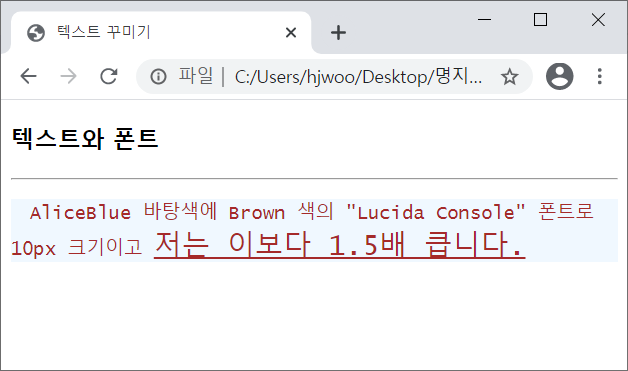 텍스트 꾸미기
파일 | C:/Users/hjwoo/Desktop/명지...
텍스트와 폰트
AliceBlue 바탕색에 Brown 색의 "Lucida Console" 폰트로
10px 크기이고 저는 이보다 1.5배 큽니다.